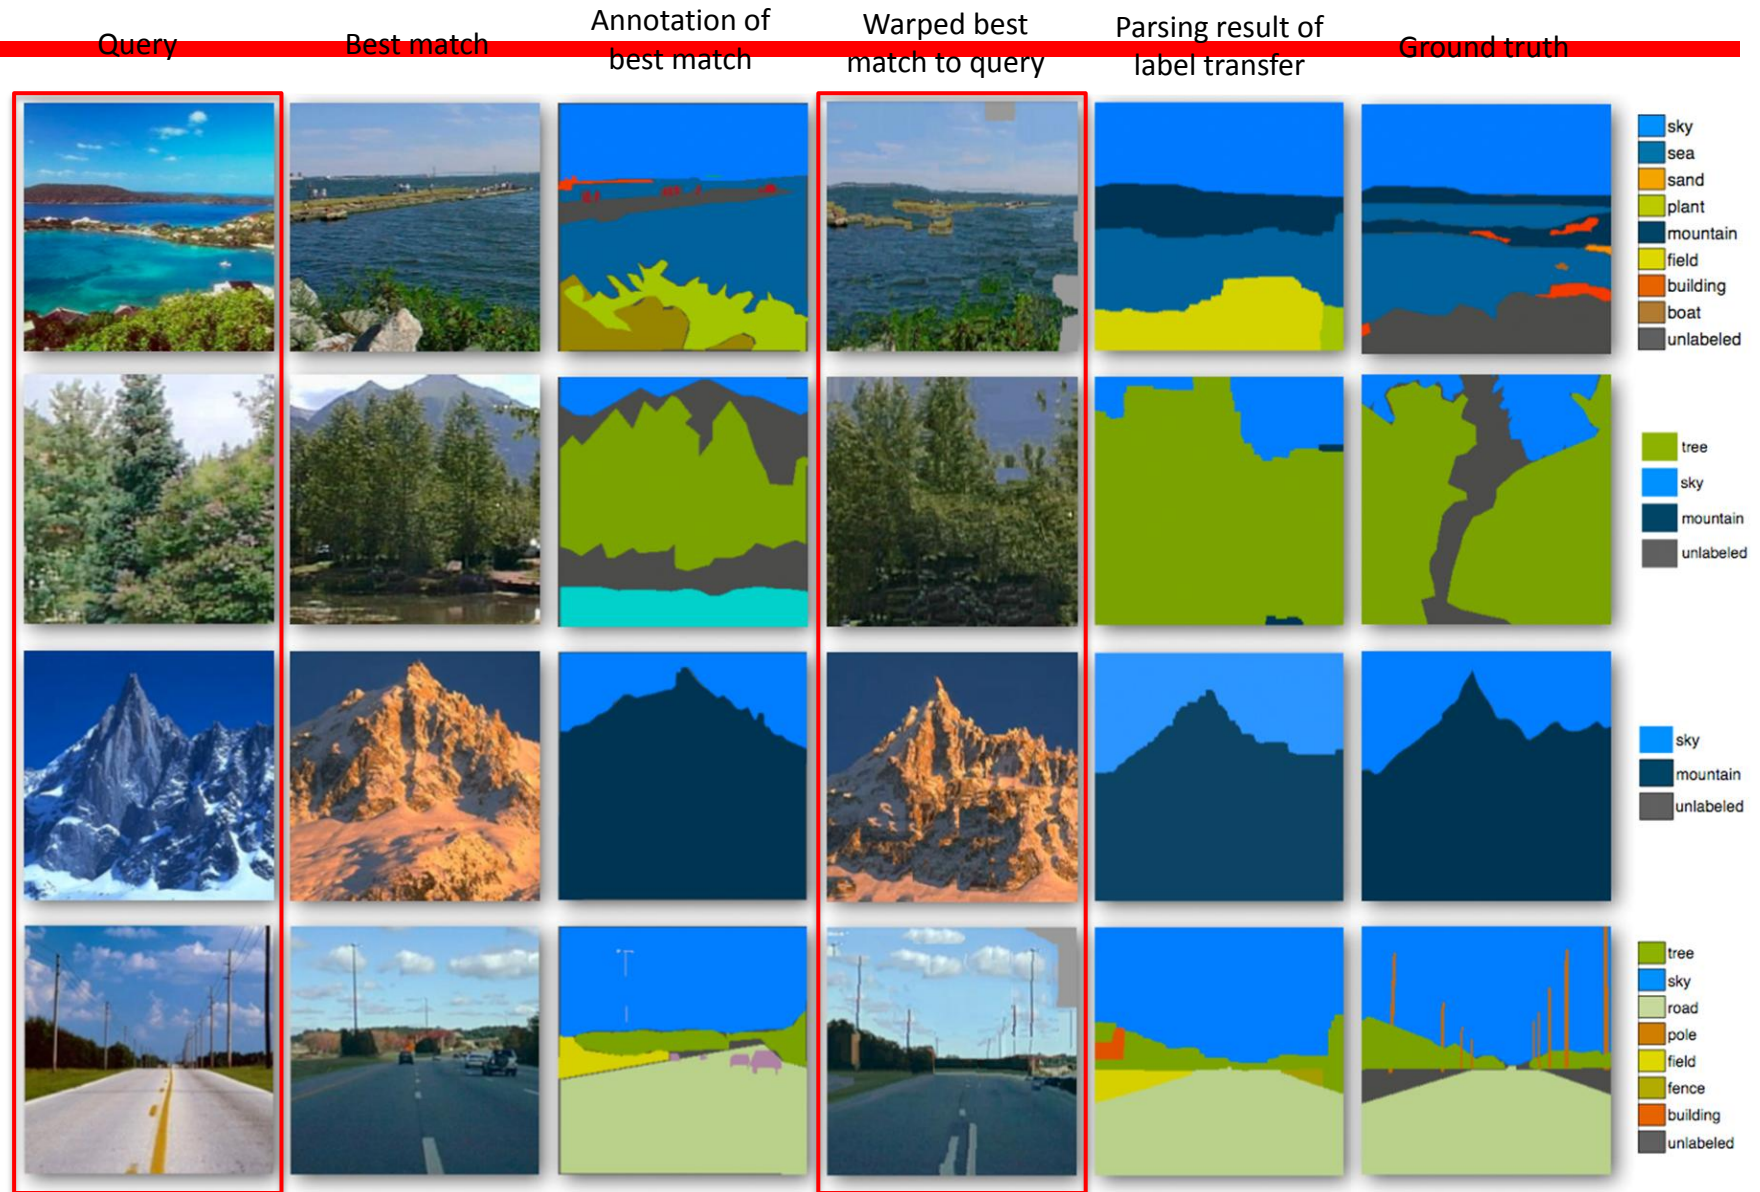 Query
Best match
Annotation of
best match
Warped best
match to query
Parsing result of
label transfer
Ground truth
sky
sea
sand
plant
mountain
field
building
boat
unlabeled
tree
sky
mountain
unlabeled
sky
mountain
unlabeled
tree
sky
road
pole
field
fence
building
unlabeled